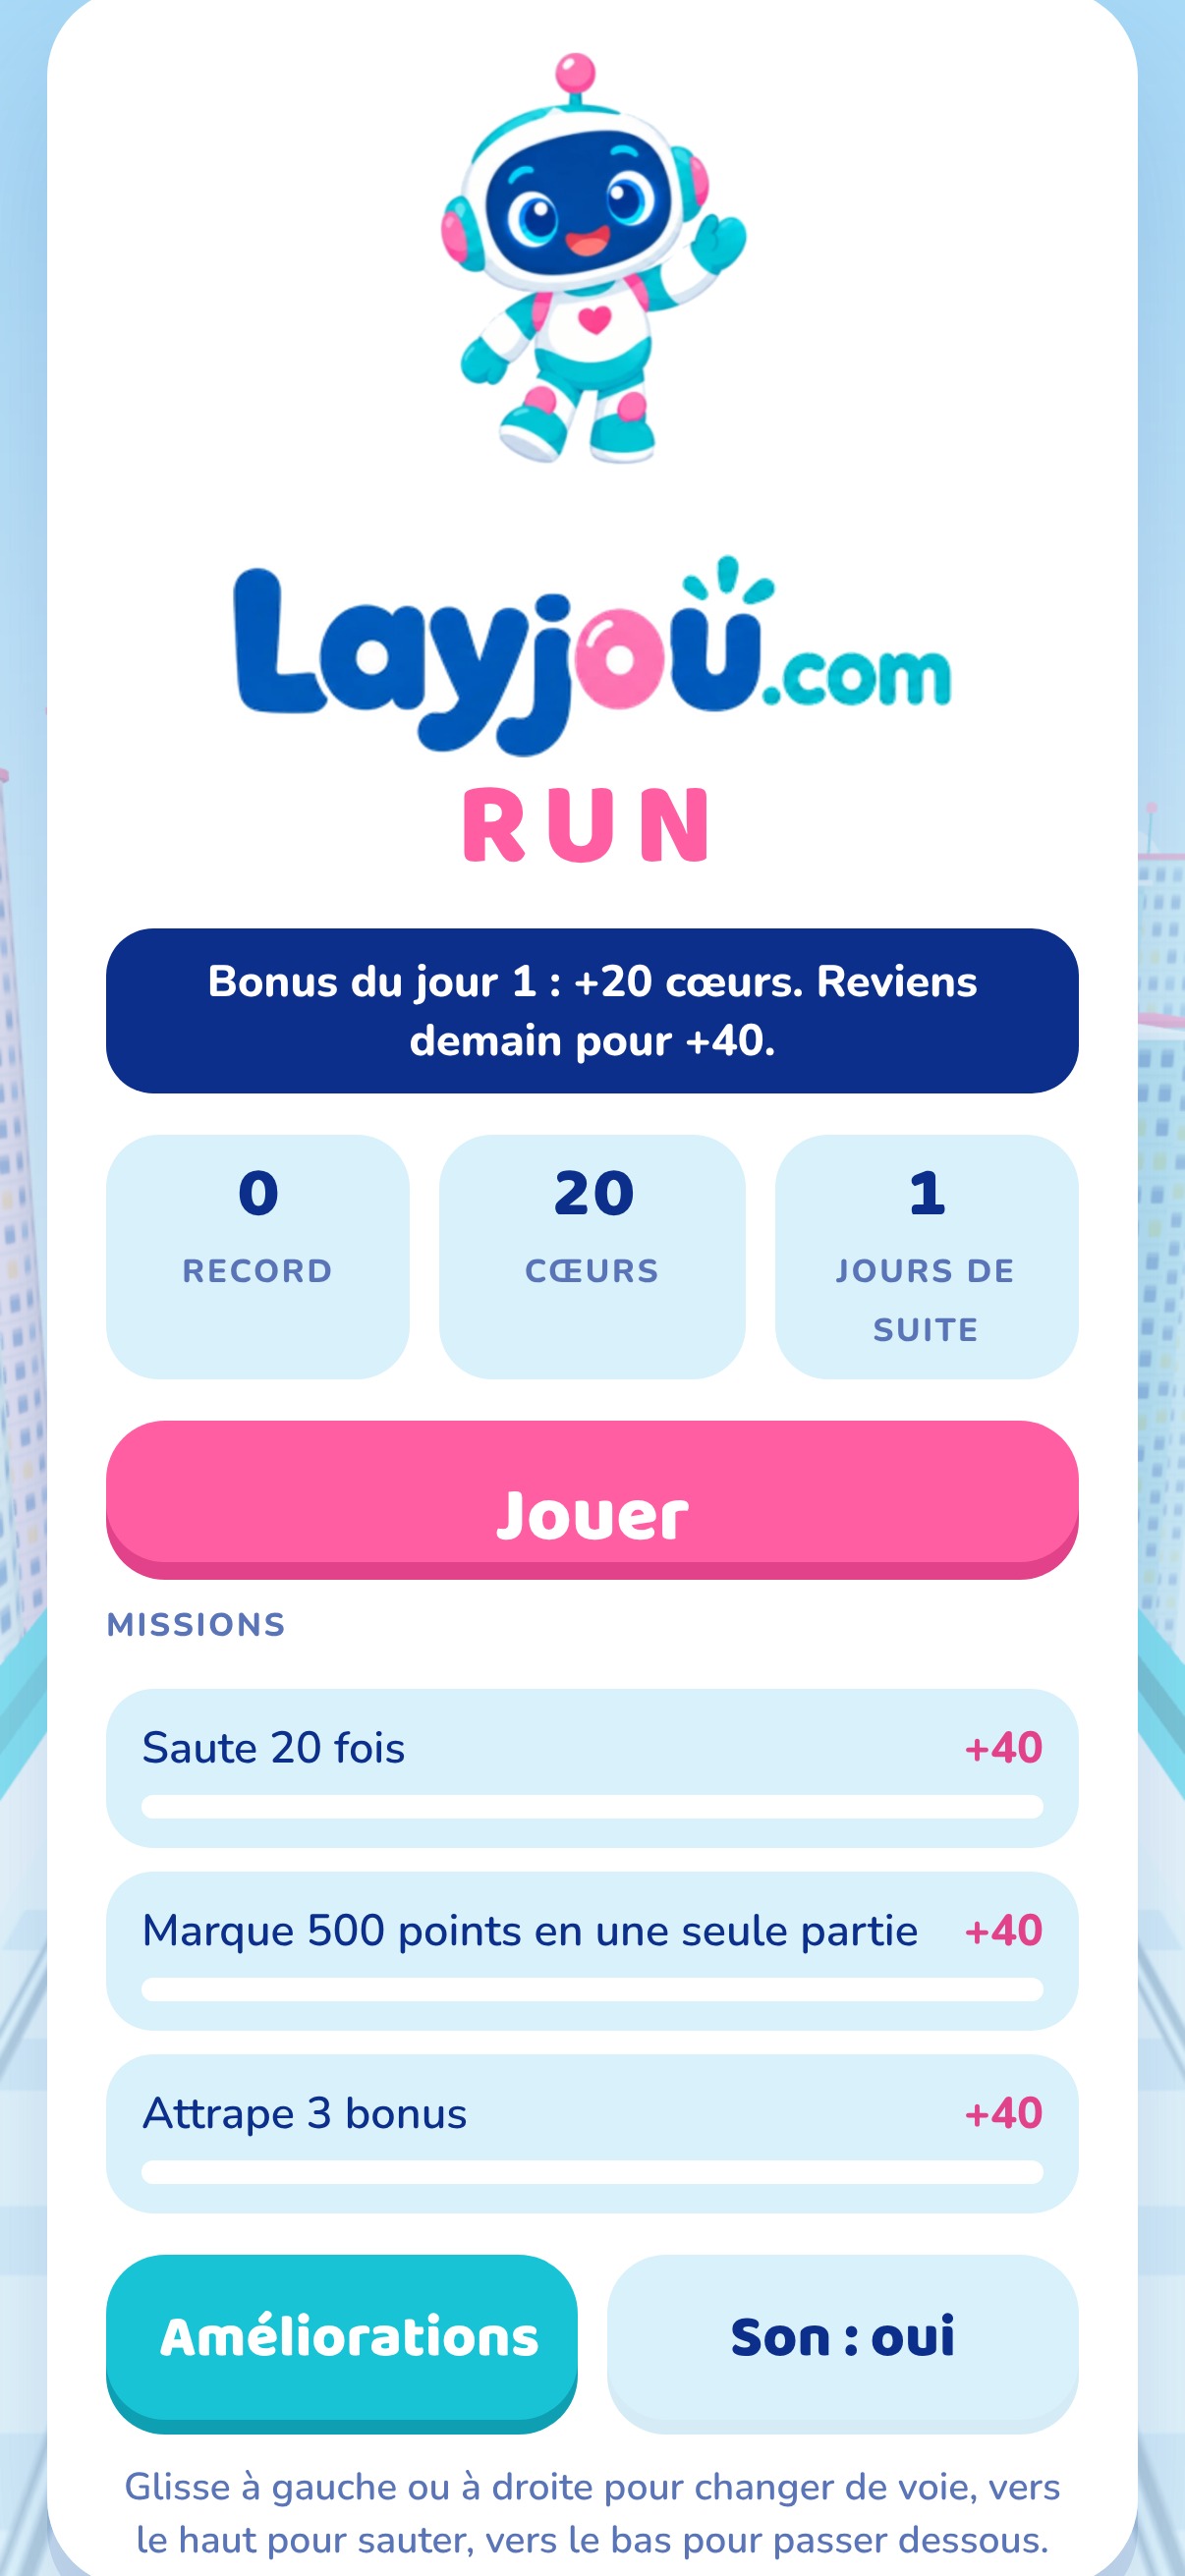 Layjou.com
RUN
Bonus du jour 1 : +20 cœurs. Reviens
demain pour +40.
0
RECORD
20
CŒURS
1
JOURS DE
SUITE
Jouer
MISSIONS
Saute 20 fois +40
Marque 500 points en une seule partie +40
Attrape 3 bonus +40
Améliorations
Son : oui
Glisse à gauche ou à droite pour changer de voie, vers
le haut pour sauter, vers le bas pour passer dessous.